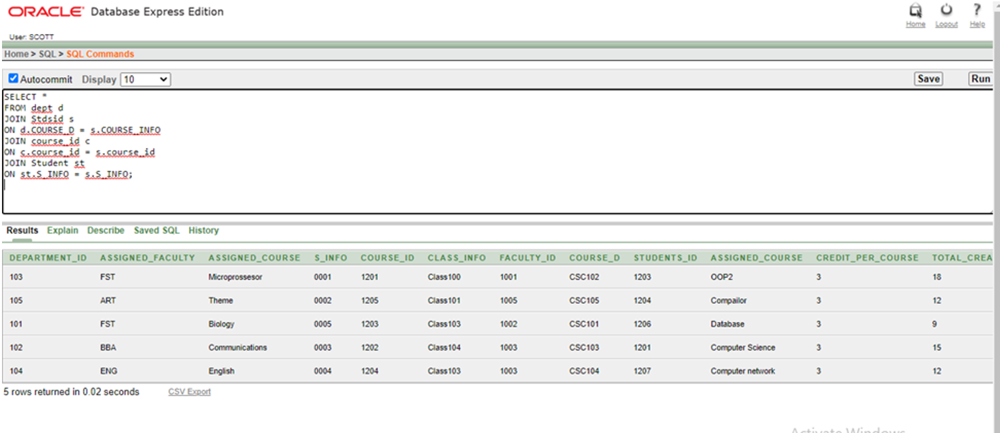 ORACLE Database Express Edition
Home Logout Help
User: SCOTT
Home > SQL > SQL Commands
Autocommit Display 10 Save Run
SELECT *
FROM dept d
JOIN Stdsid s
ON d.COURSE_D = s.COURSE_INFO
JOIN course_id c
ON c.course_id = s.course_id
JOIN Student st
ON st.S_INFO = s.S_INFO;
Results Explain Describe Saved SQL History
DEPARTMENT_ID ASSIGNED_FACULTY ASSIGNED_COURSE S_INFO COURSE_ID CLASS_INFO FACULTY_ID COURSE_D STUDENTS_ID ASSIGNED_COURSE CREDIT_PER_COURSE TOTAL_CREA
103 FST Microprossesor 0001 1201 Class100 1001 CSC102 1203 OOP2 3 18
105 ART Theme 0002 1205 Class101 1005 CSC105 1204 Compailor 3 12
101 FST Biology 0005 1203 Class103 1002 CSC101 1206 Database 3 9
102 BBA Communications 0003 1202 Class104 1003 CSC103 1201 Computer Science 3 15
104 ENG English 0004 1204 Class103 1003 CSC104 1207 Computer network 3 12
5 rows returned in 0.02 seconds CSV Export
Activate Windows